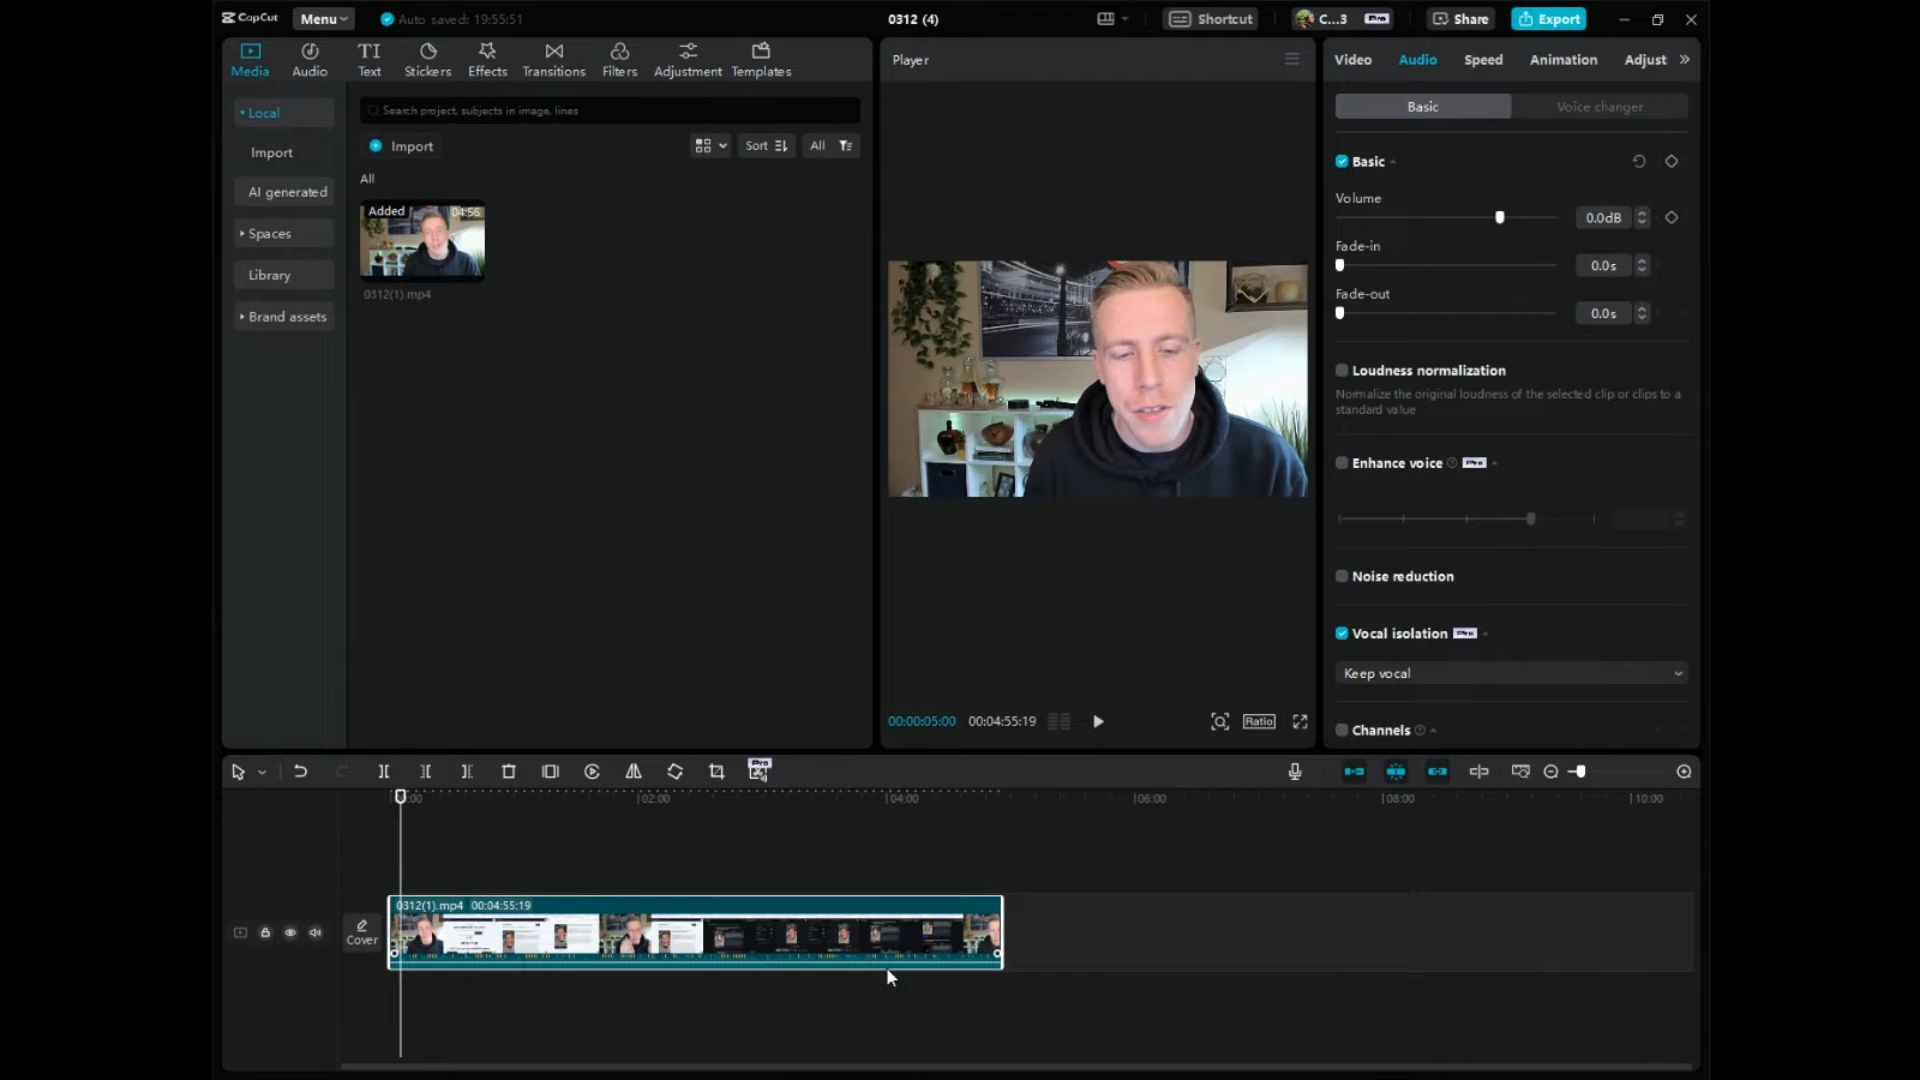 CapCut
Menu
Auto saved: 19:55:51
0312 (4)
Shortcut
C...3
Pro
Share
Export
Media
Audio
Text
Stickers
Effects
Transitions
Filters
Adjustment
Templates
Local
Import
AI generated
Spaces
Library
Brand assets
Search project, subjects in image, lines
Import
Sort
All
All
Added
04:56
0312(1).mp4
Player
00:00:05:00
00:04:55:19
Ratio
Video
Audio
Speed
Animation
Adjust
Basic
Voice changer
Basic
Volume
0.0dB
Fade-in
0.0s
Fade-out
0.0s
Loudness normalization
Normalize the original loudness of the selected clip or clips to a
standard value
Enhance voice
Pro
Noise reduction
Vocal isolation
Pro
Keep vocal
Channels
Pro
02:00
04:00
06:00
08:00
10:00
0312(1).mp4 00:04:55:19
Cover